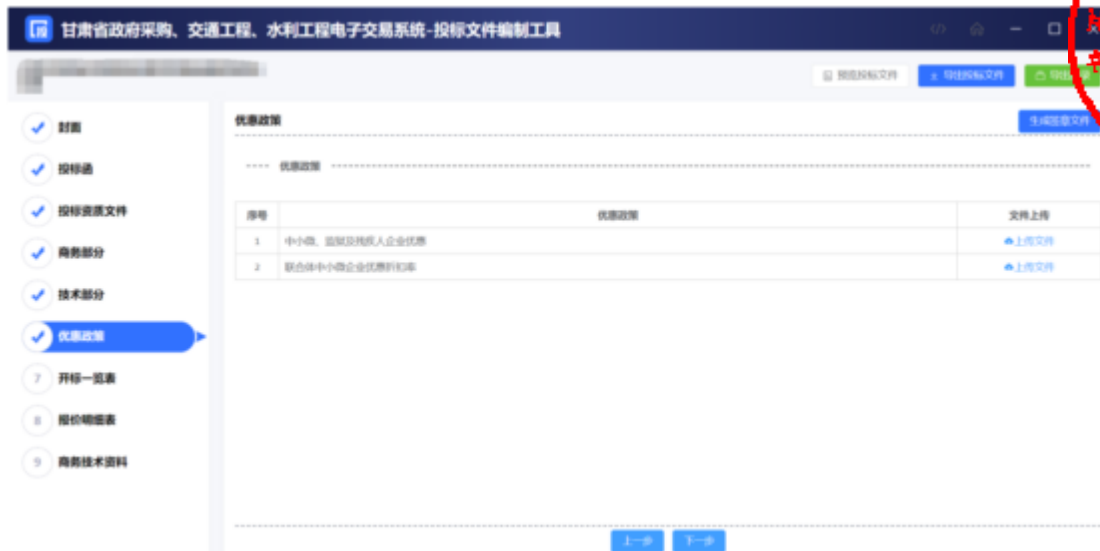 甘肃省政府采购、交通工程、水利工程电子交易系统-投标文件编制工具
预览投标文件 导出投标文件 导出
封面
投标函
投标资质文件
商务部分
技术部分
优惠政策
7 开标一览表
8 报价明细表
9 商务技术资料
优惠政策
生成签章文件
优惠政策
序号 优惠政策 文件上传
1 中小微、监狱及残疾人企业优惠 上传文件
2 联合体中小微企业优惠折扣率 上传文件
上一步 下一步